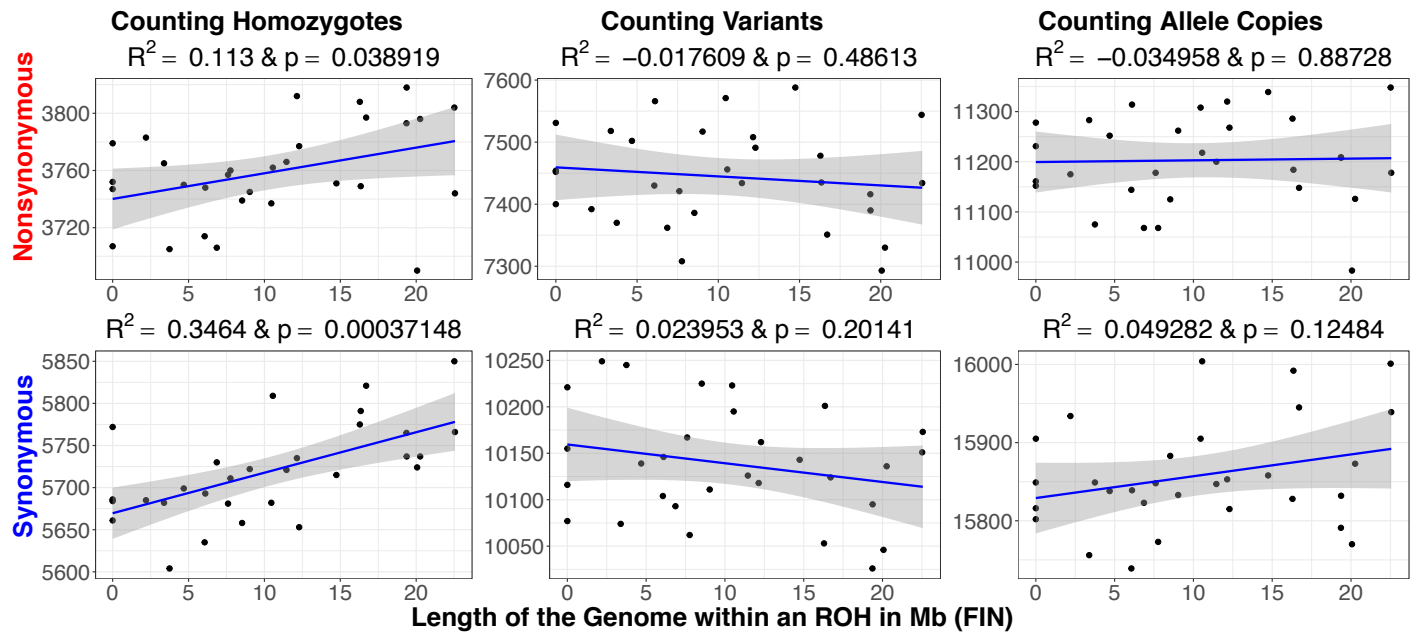 Counting Homozygotes Counting Variants Counting Allele Copies
R² = 0.113 & p = 0.038919 R² = −0.017609 & p = 0.48613 R² = −0.034958 & p = 0.88728
Nonsynonymous
3800
3760
3720
0 5 10 15 20
7600
7500
7400
7300
0 5 10 15 20
11300
11200
11100
11000
0 5 10 15 20
R² = 0.3464 & p = 0.00037148 R² = 0.023953 & p = 0.20141 R² = 0.049282 & p = 0.12484
Synonymous
5850
5800
5750
5700
5650
5600
0 5 10 15 20
10250
10200
10150
10100
10050
0 5 10 15 20
16000
15900
15800
0 5 10 15 20
Length of the Genome within an ROH in Mb (FIN)